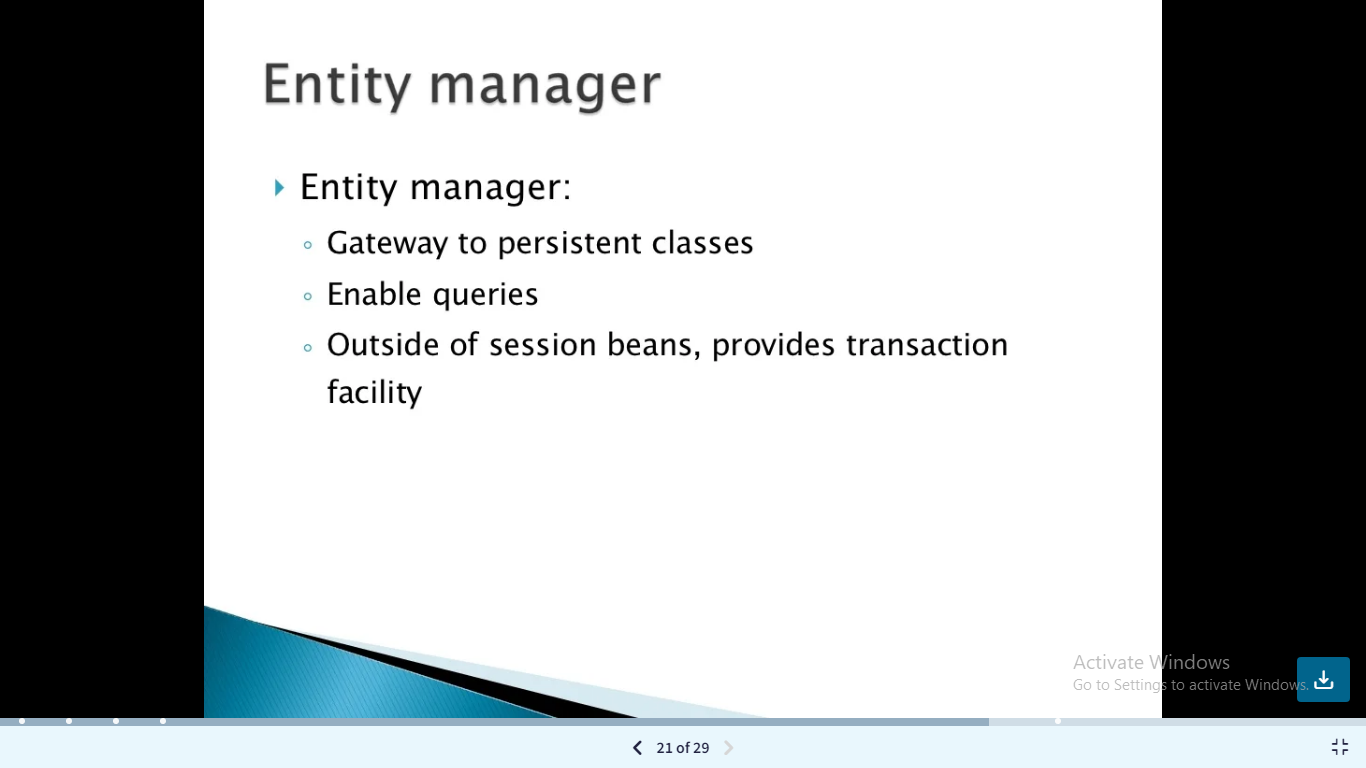 Entity manager
Entity manager:
Gateway to persistent classes
Enable queries
Outside of session beans, provides transaction
facility
Activate Windows
Go to Settings to activate Windows.
21 of 29